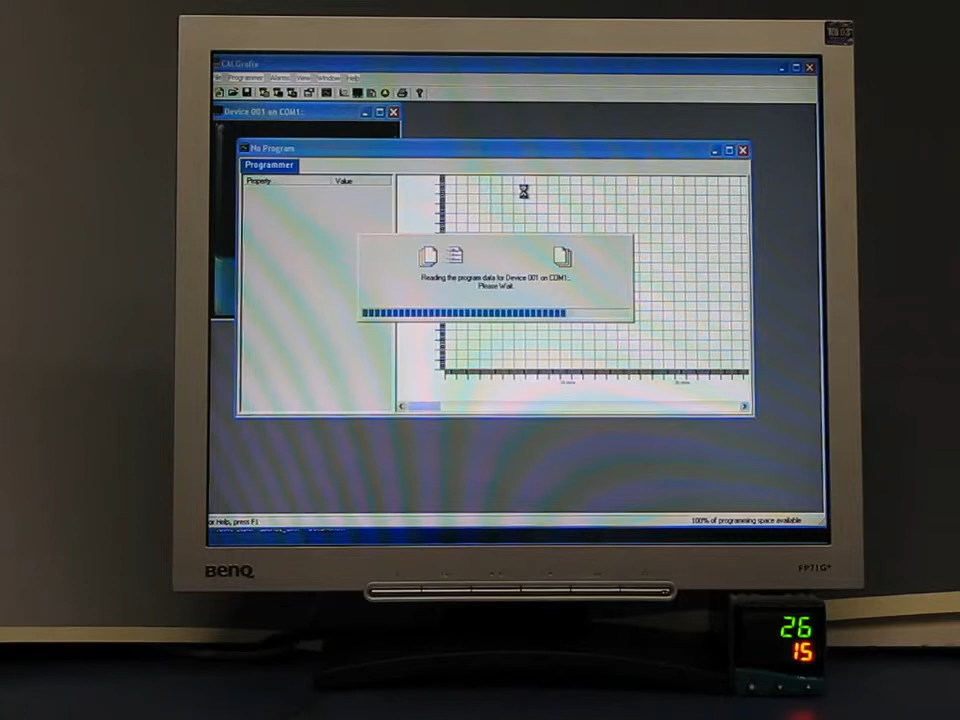 CALGrafix
Programmer Alarms View Window Help
Device 001 on COM1:
No Program
Programmer
Property Value
Reading the program data for Device 001 on COM1:.
Please Wait.
or Help, press F1
100% of programming space available
BenQ
FP71G+
26
15